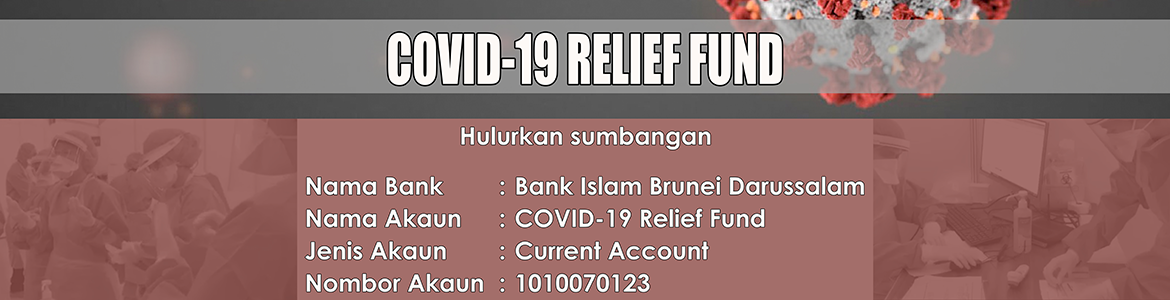 COVID-19 RELIEF FUND
Hulurkan sumbangan
Nama Bank : Bank Islam Brunei Darussalam
Nama Akaun : COVID-19 Relief Fund
Jenis Akaun : Current Account
Nombor Akaun : 1010070123